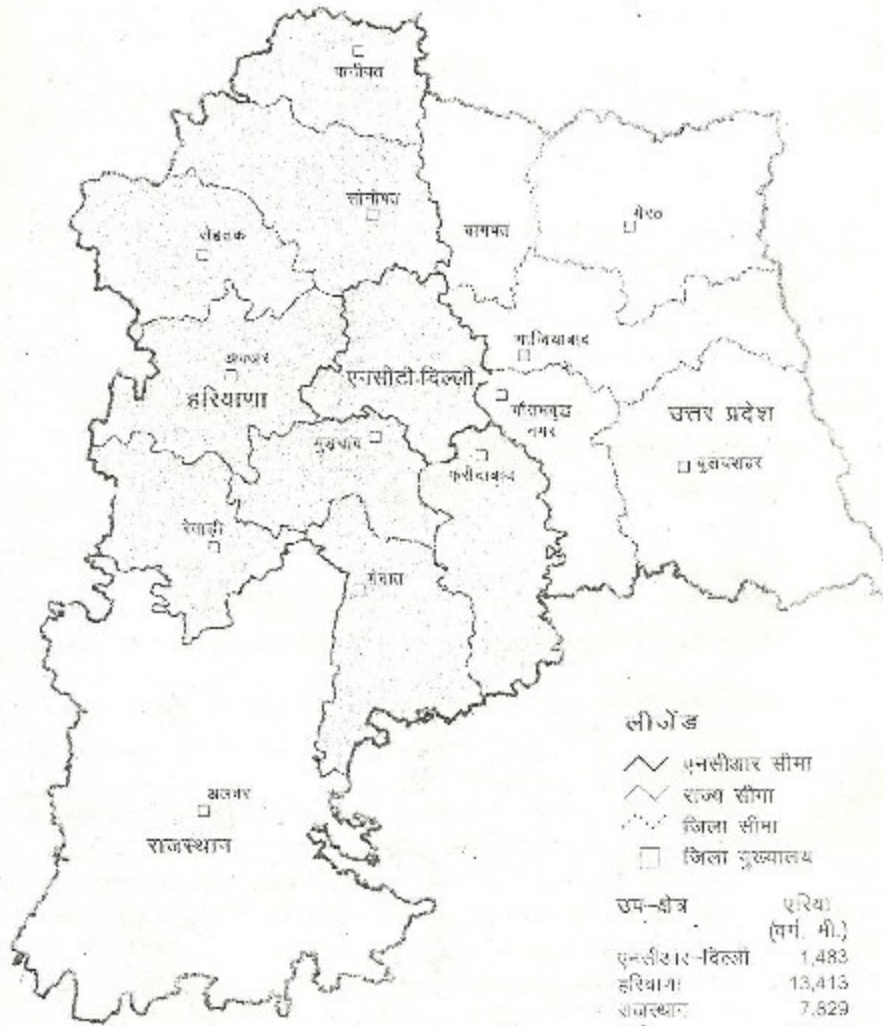 पानीपत
सोनीपत
बागपत
मेरठ
रोहतक
गाजियाबाद
झज्जर
एनसीटी-दिल्ली
हरियाणा
गौतमबुद्ध
नगर
उत्तर प्रदेश
गुड़गांव
फरीदाबाद
बुलंदशहर
रेवाड़ी
मेवात
लीजेंड
एनसीआर सीमा
राज्य सीमा
जिला सीमा
जिला मुख्यालय
अलवर
राजस्थान
उप-क्षेत्र एरिया
(वर्ग. मी.)
एनसीआर-दिल्ली 1,483
हरियाणा 13,413
राजस्थान 7,829